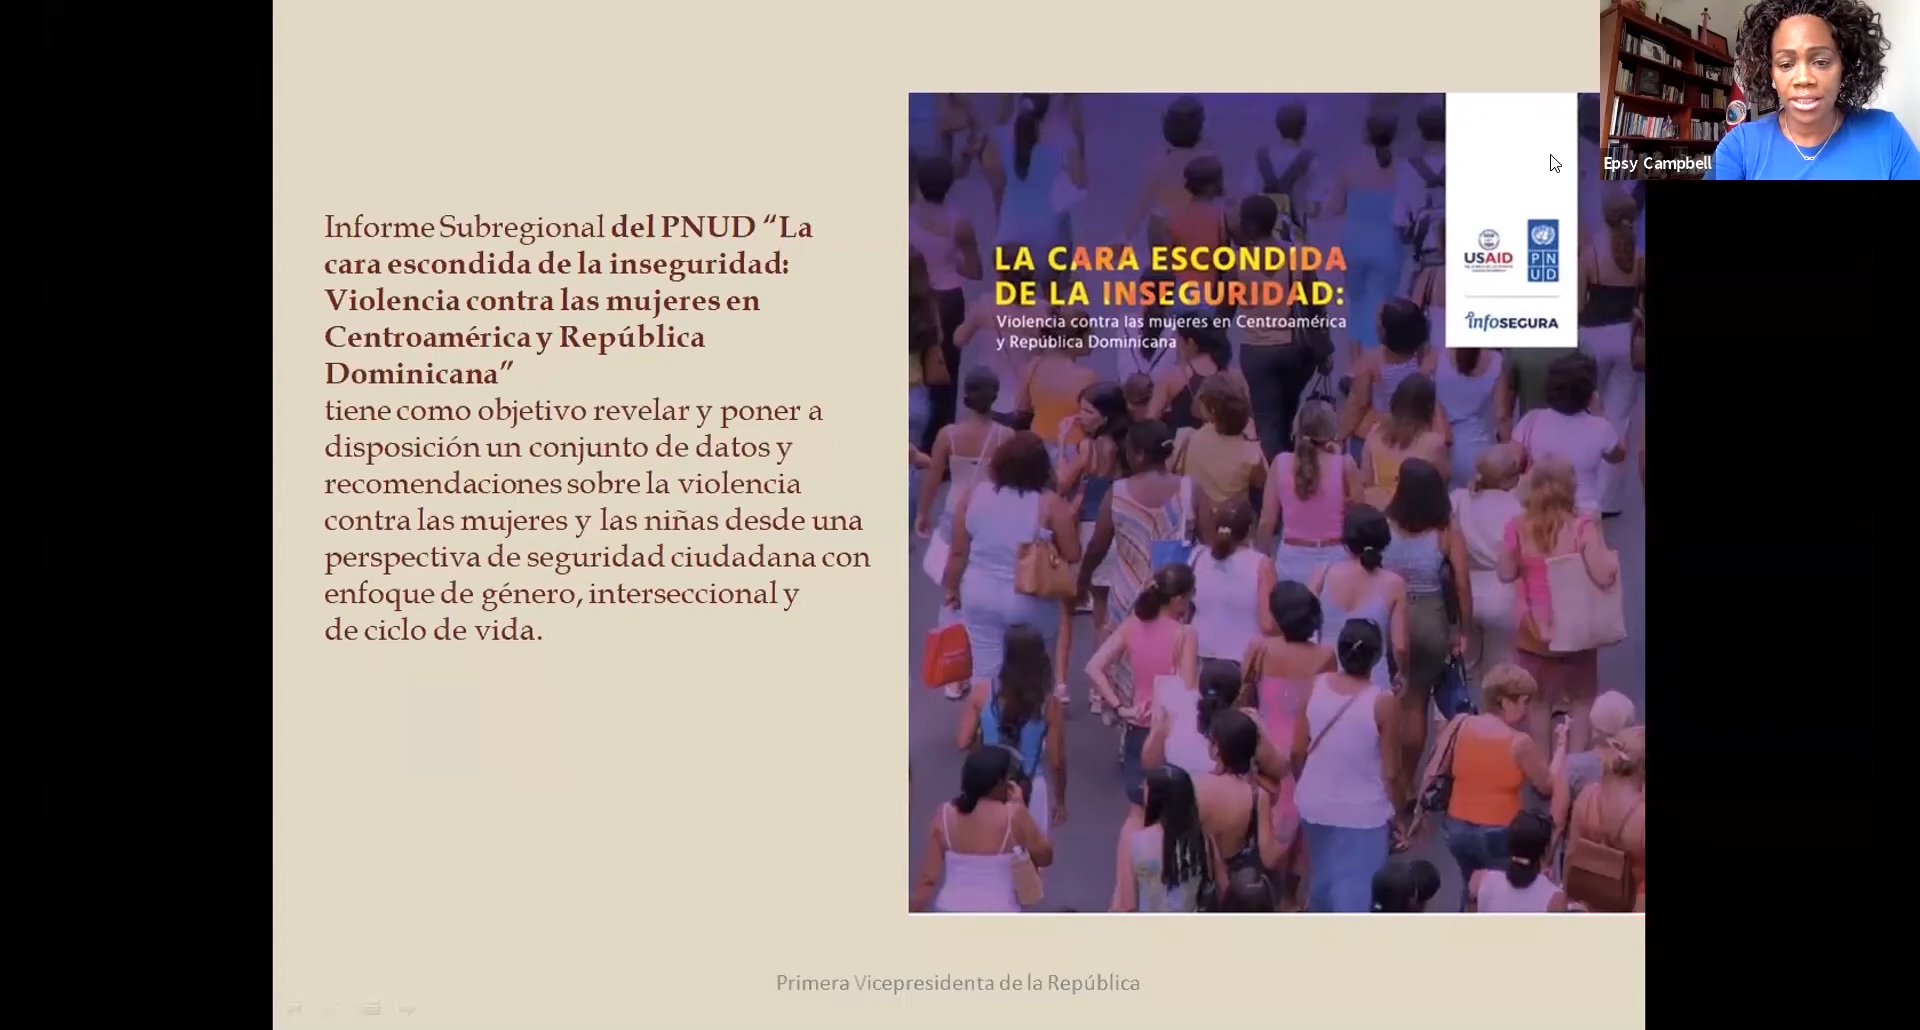 Informe Subregional del PNUD “La
cara escondida de la inseguridad:
Violencia contra las mujeres en
Centroamérica y República
Dominicana”
tiene como objetivo revelar y poner a
disposición un conjunto de datos y
recomendaciones sobre la violencia
contra las mujeres y las niñas desde una
perspectiva de seguridad ciudadana con
enfoque de género, interseccional y
de ciclo de vida.
LA CARA ESCONDIDA
DE LA INSEGURIDAD:
Violencia contra las mujeres en Centroamérica
y República Dominicana
USAID
PN
UD
infoSEGURA
Epsy Campbell
Primera Vicepresidenta de la República